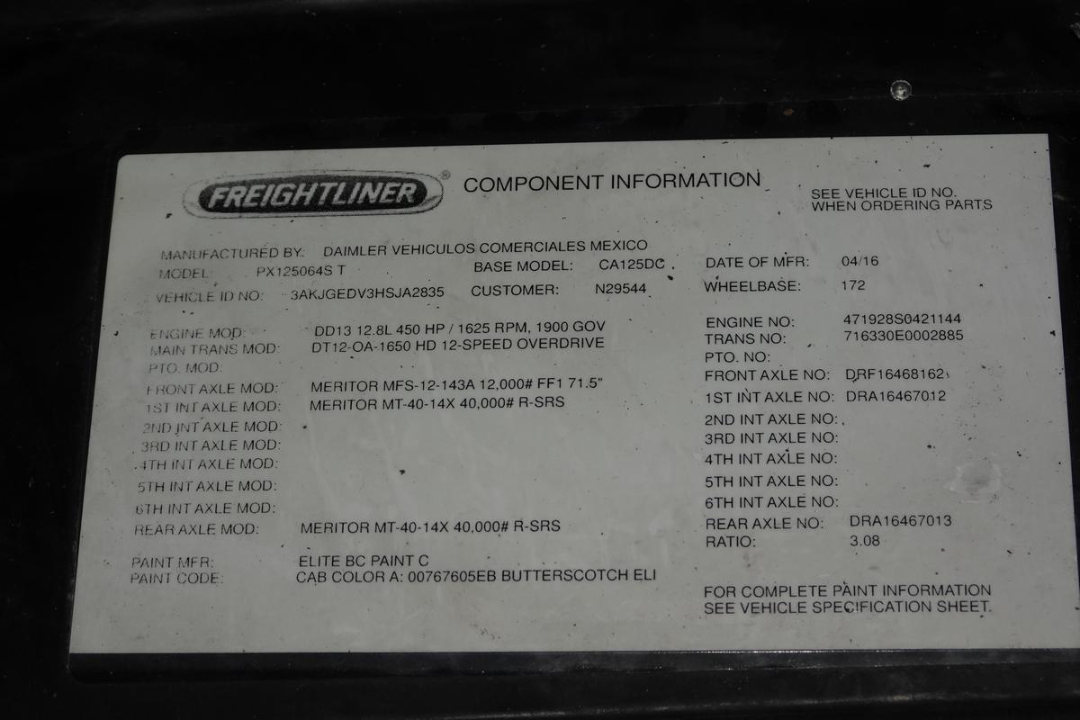 FREIGHTLINER® COMPONENT INFORMATION
SEE VEHICLE ID NO.
WHEN ORDERING PARTS
MANUFACTURED BY: DAIMLER VEHICULOS COMERCIALES MEXICO
MODEL: PX125064S T BASE MODEL: CA125DC DATE OF MFR: 04/16
VEHICLE ID NO: 3AKJGEDV3HSJA2835 CUSTOMER: N29544 WHEELBASE: 172
ENGINE MOD: DD13 12.8L 450 HP / 1625 RPM, 1900 GOV ENGINE NO: 471928S0421144
MAIN TRANS MOD: DT12-OA-1650 HD 12-SPEED OVERDRIVE TRANS NO: 716330E0002885
PTO. MOD: PTO. NO:
FRONT AXLE MOD: MERITOR MFS-12-143A 12,000# FF1 71.5" FRONT AXLE NO: DRF16468162
1ST INT AXLE MOD: MERITOR MT-40-14X 40,000# R-SRS 1ST INT AXLE NO: DRA16467012
2ND INT AXLE MOD: 2ND INT AXLE NO:
3RD INT AXLE MOD: 3RD INT AXLE NO:
4TH INT AXLE MOD: 4TH INT AXLE NO:
5TH INT AXLE MOD: 5TH INT AXLE NO:
6TH INT AXLE MOD: 6TH INT AXLE NO:
REAR AXLE MOD: MERITOR MT-40-14X 40,000# R-SRS REAR AXLE NO: DRA16467013
RATIO: 3.08
PAINT MFR: ELITE BC PAINT C
PAINT CODE: CAB COLOR A: 00767605EB BUTTERSCOTCH ELI
FOR COMPLETE PAINT INFORMATION
SEE VEHICLE SPECIFICATION SHEET.